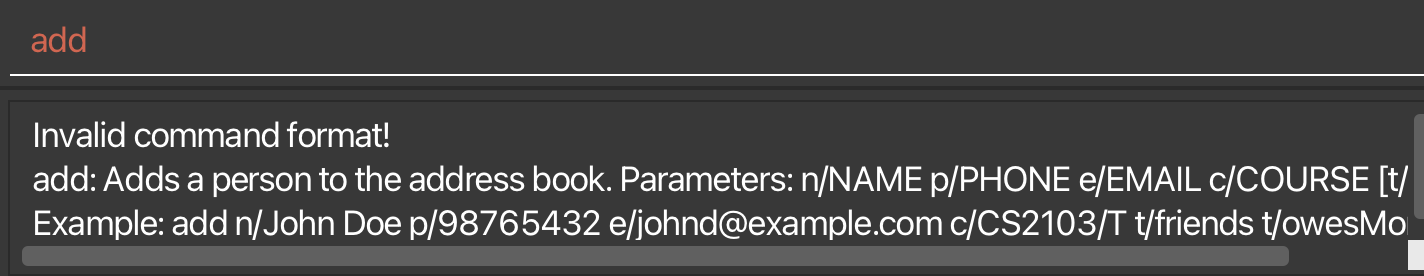 add
Invalid command format!
add: Adds a person to the address book. Parameters: n/NAME p/PHONE e/EMAIL c/COURSE [t/
Example: add n/John Doe p/98765432 e/johnd@example.com c/CS2103/T t/friends t/owesMo